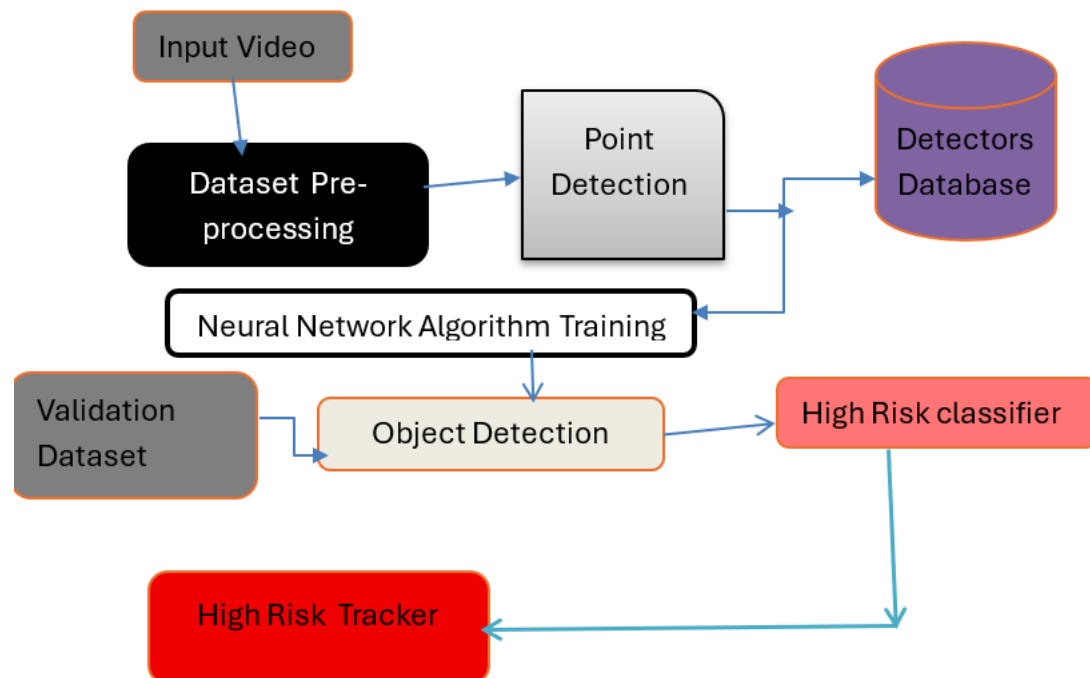 Input Video
Dataset Pre-
processing
Point
Detection
Detectors
Database
Neural Network Algorithm Training
Validation
Dataset
Object Detection
High Risk classifier
High Risk Tracker